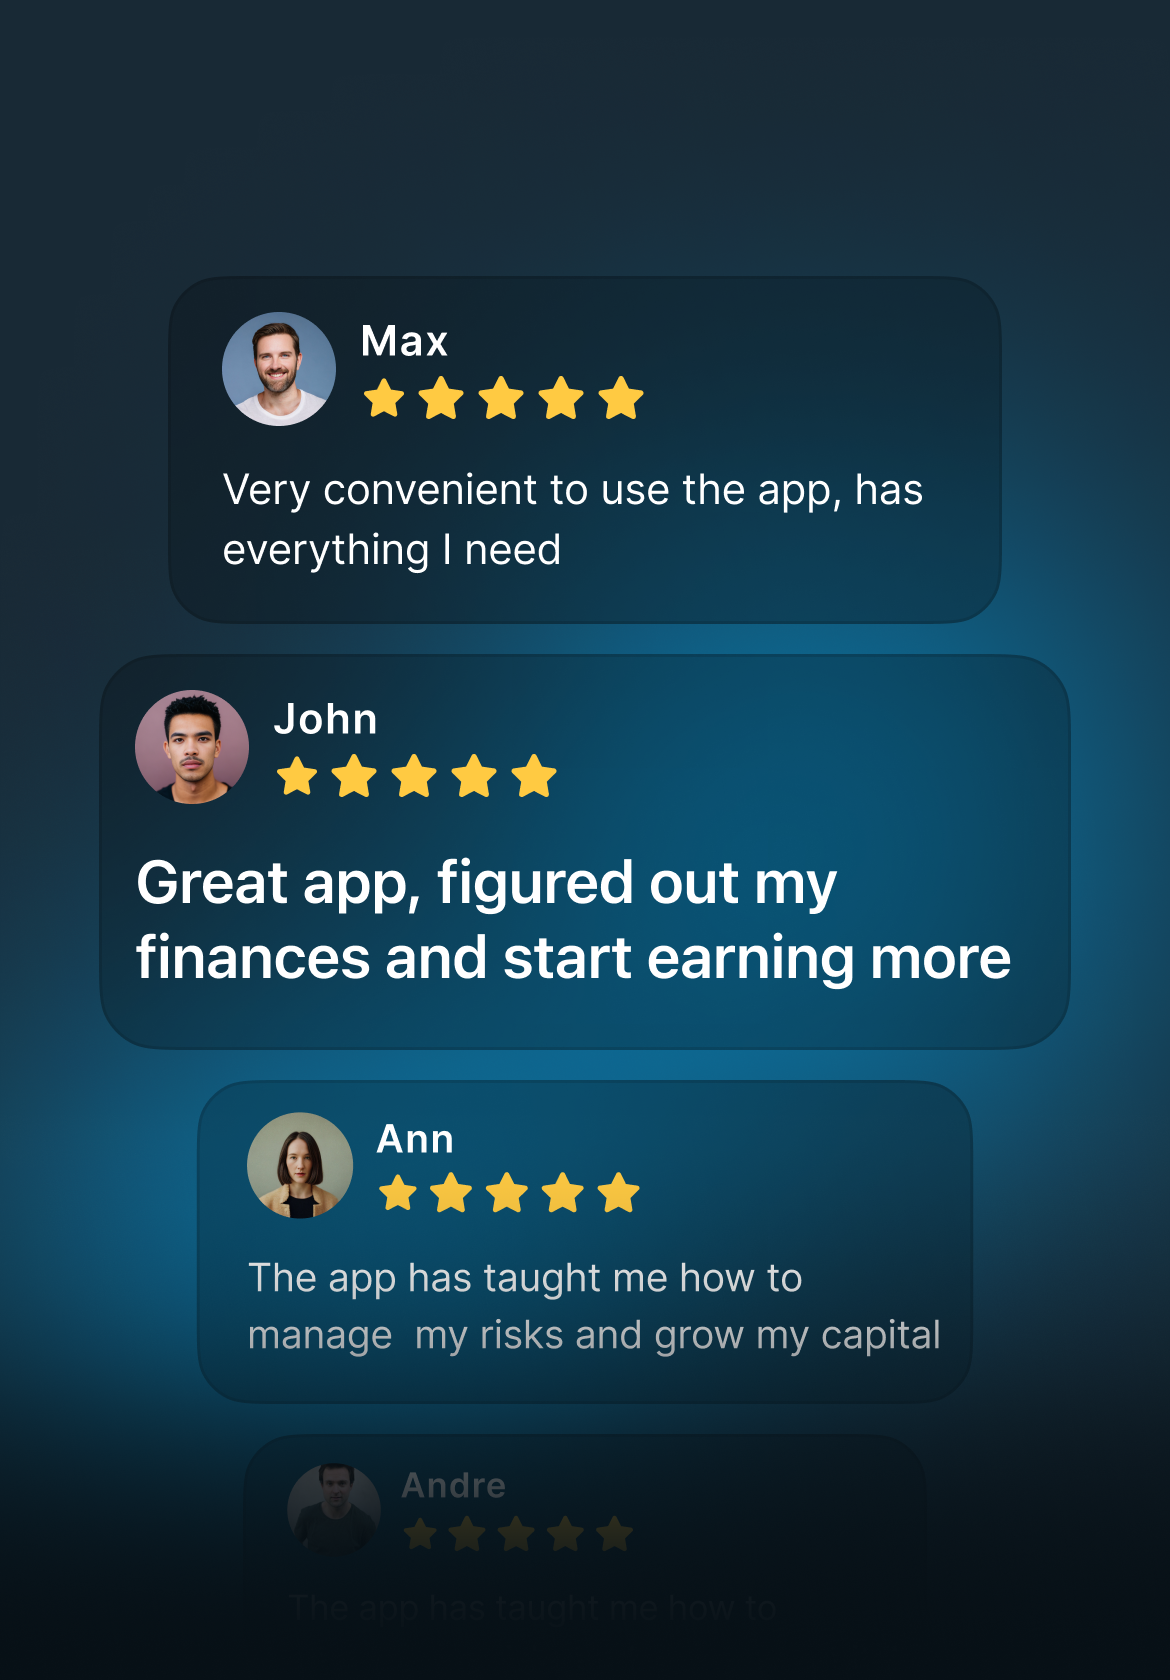 Max
Very convenient to use the app, has
everything I need
John
Great app, figured out my
finances and start earning more
Ann
The app has taught me how to
manage  my risks and grow my capital
Andre
The app has taught me how to